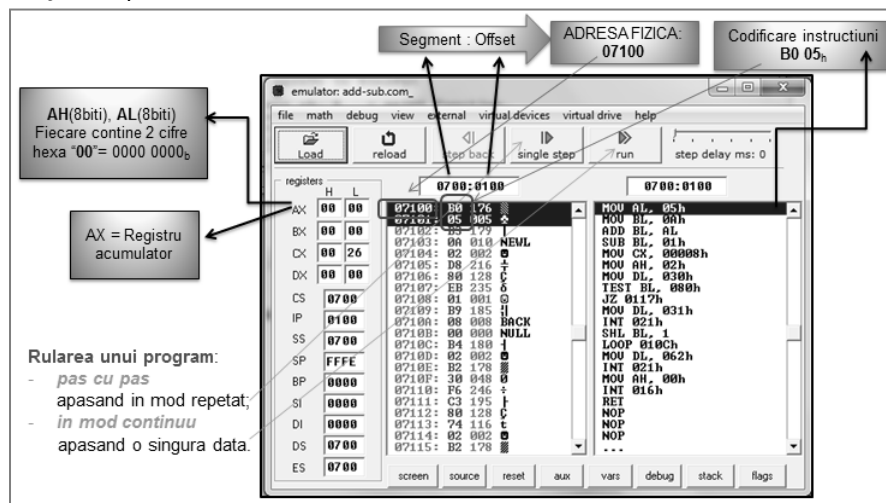 Segment : Offset
ADRESA FIZICA:
07100
Codificare instructiuni
B0 05h
AH(8biti), AL(8biti)
Fiecare contine 2 cifre
hexa "00"= 0000 0000b
AX = Registru
acumulator
Rularea unui program:
- pas cu pas
apasand in mod repetat;
- in mod continuu
apasand o singura data.
emulator: add-sub.com_
file math debug view external virtual devices virtual drive help
Load reload step back single step run step delay ms: 0
registers
H L
0700:0100 0700:0100
AX 00 00
BX 00 00
CX 00 26
DX 00 00
CS 0700
IP 0100
SS 0700
SP FFFE
BP 0000
SI 0000
DI 0000
DS 0700
ES 0700
07100: B0 176
07101: 05 005
07102: B3 179
07103: 0A 010 NEWL
07104: 02 002
07105: D8 216
07106: 80 128 Ç
07107: EB 235 δ
07108: 01 001
07109: B9 185
0710A: 08 008 BACK
0710B: 00 000 NULL
0710C: B4 180
0710D: 02 002
0710E: B2 178
0710F: 30 048 0
07110: F6 246 ÷
07111: C3 195
07112: 80 128 Ç
07113: 74 116 t
07114: 02 002
07115: B2 178
MOV AL, 05h
MOV BL, 0Ah
ADD BL, AL
SUB BL, 01h
MOV CX, 00008h
MOV AH, 02h
MOV DL, 030h
TEST BL, 080h
JZ 0117h
MOV DL, 031h
INT 021h
SHL BL, 1
LOOP 010Ch
MOV DL, 062h
INT 021h
MOV AH, 00h
INT 016h
RET
NOP
NOP
NOP
...
screen source reset aux vars debug stack flags